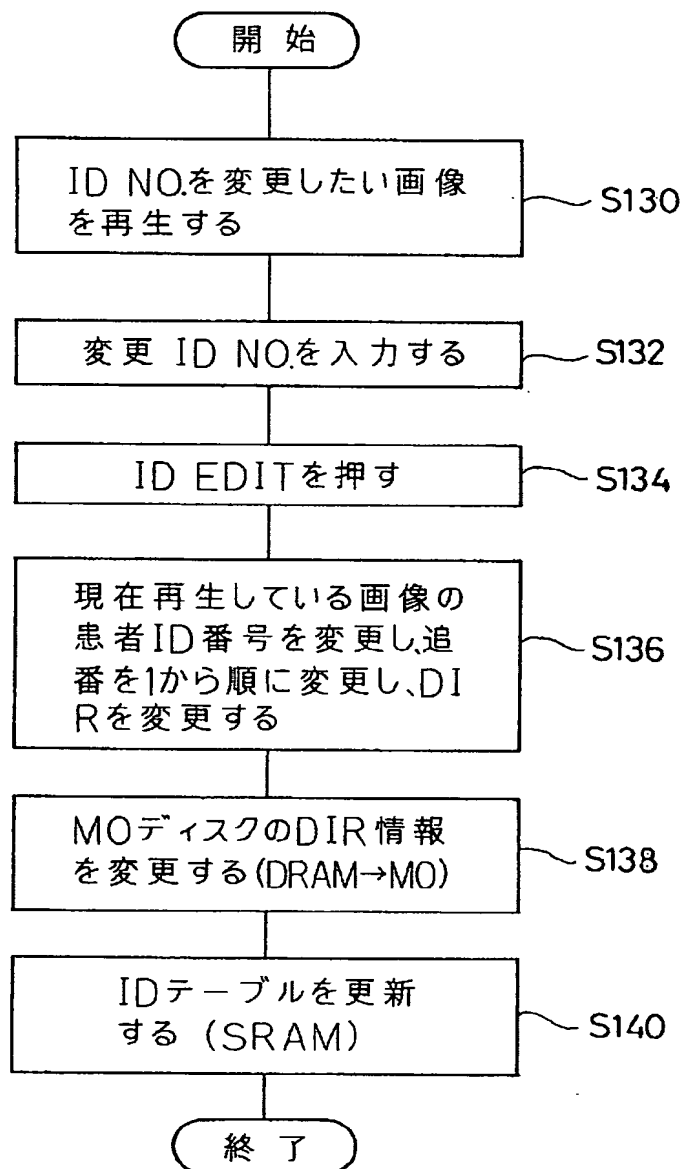 開始
ID NO.を変更したい画像
を再生する
S130
変更 ID NO.を入力する
S132
ID EDITを押す
S134
現在再生している画像の
患者ID番号を変更し、追
番を1から順に変更し、DI
Rを変更する
S136
MOディスクのDIR情報
を変更する(DRAM→MO)
S138
IDテーブルを更新
する (SRAM)
S140
終了